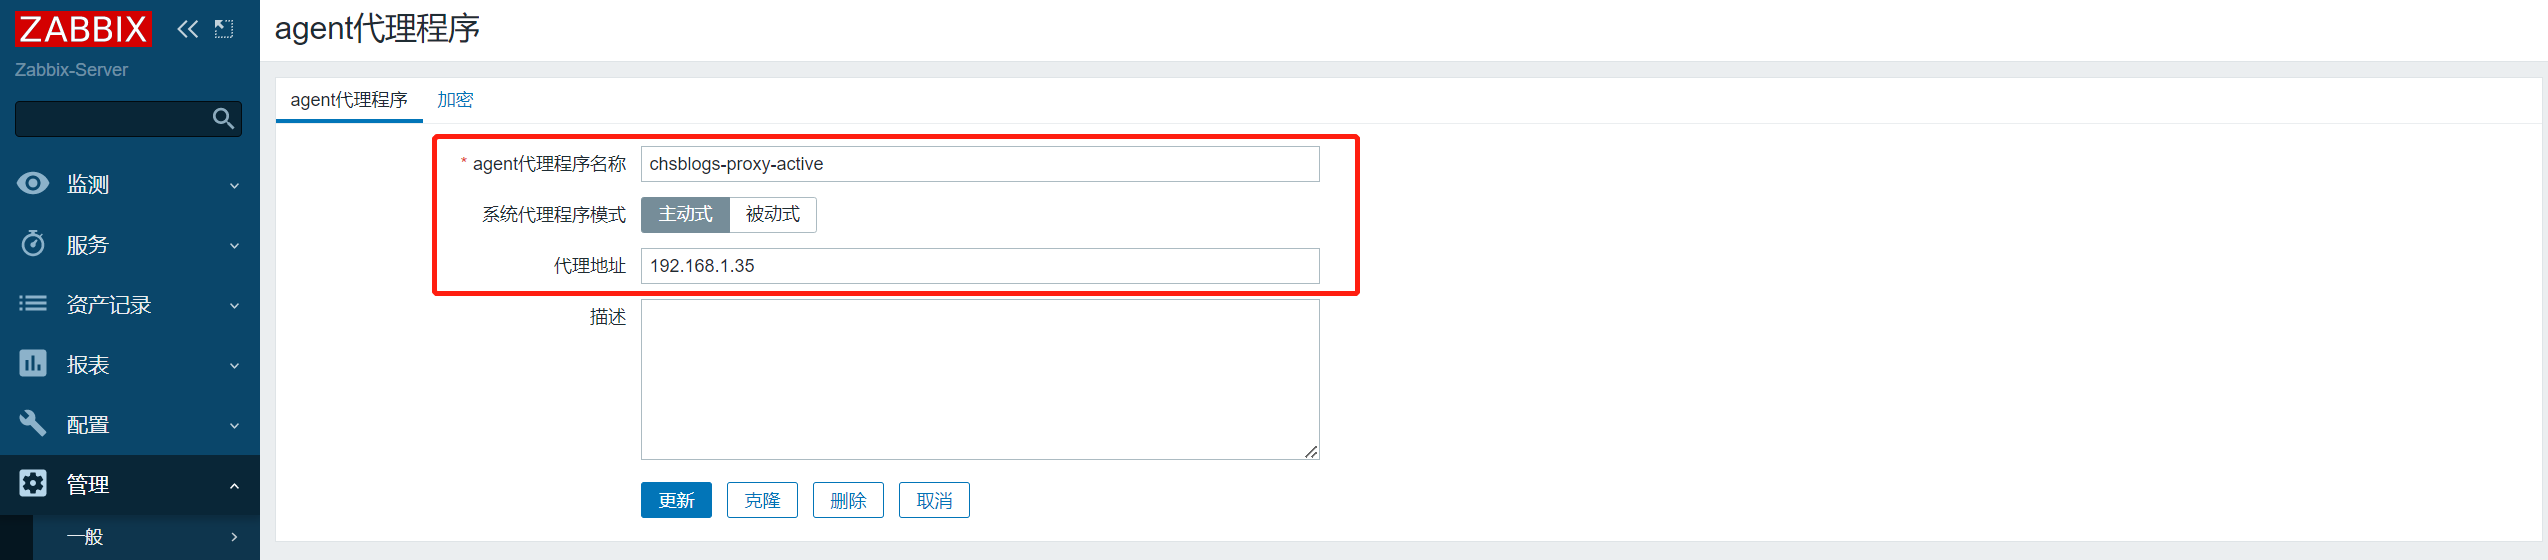 ZABBIX
Zabbix-Server
监测
服务
资产记录
报表
配置
管理
一般
agent代理程序
agent代理程序 加密
* agent代理程序名称 chsblogs-proxy-active
系统代理程序模式 主动式 被动式
代理地址 192.168.1.35
描述
更新 克隆 删除 取消